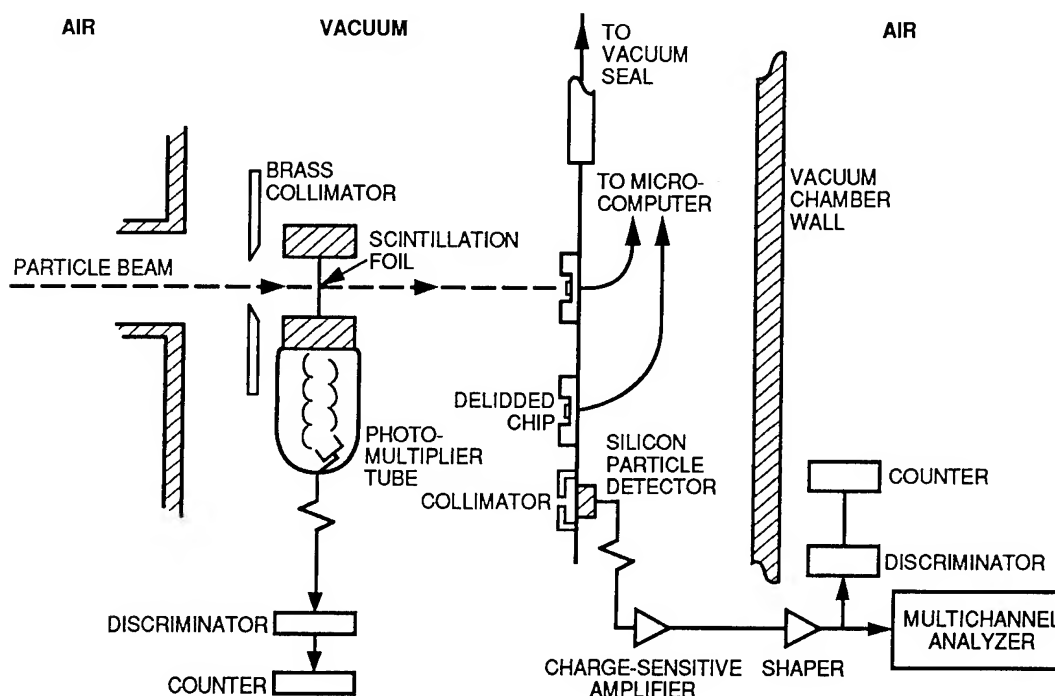 AIR
VACUUM
AIR
TO
VACUUM
SEAL
BRASS
COLLIMATOR
TO MICRO-
COMPUTER
VACUUM
CHAMBER
WALL
SCINTILLATION
FOIL
PARTICLE BEAM
DELIDDED
CHIP
PHOTO-
MULTIPLIER
TUBE
SILICON
PARTICLE
DETECTOR
COLLIMATOR
COUNTER
DISCRIMINATOR
DISCRIMINATOR
COUNTER
CHARGE-SENSITIVE
AMPLIFIER
SHAPER
MULTICHANNEL
ANALYZER